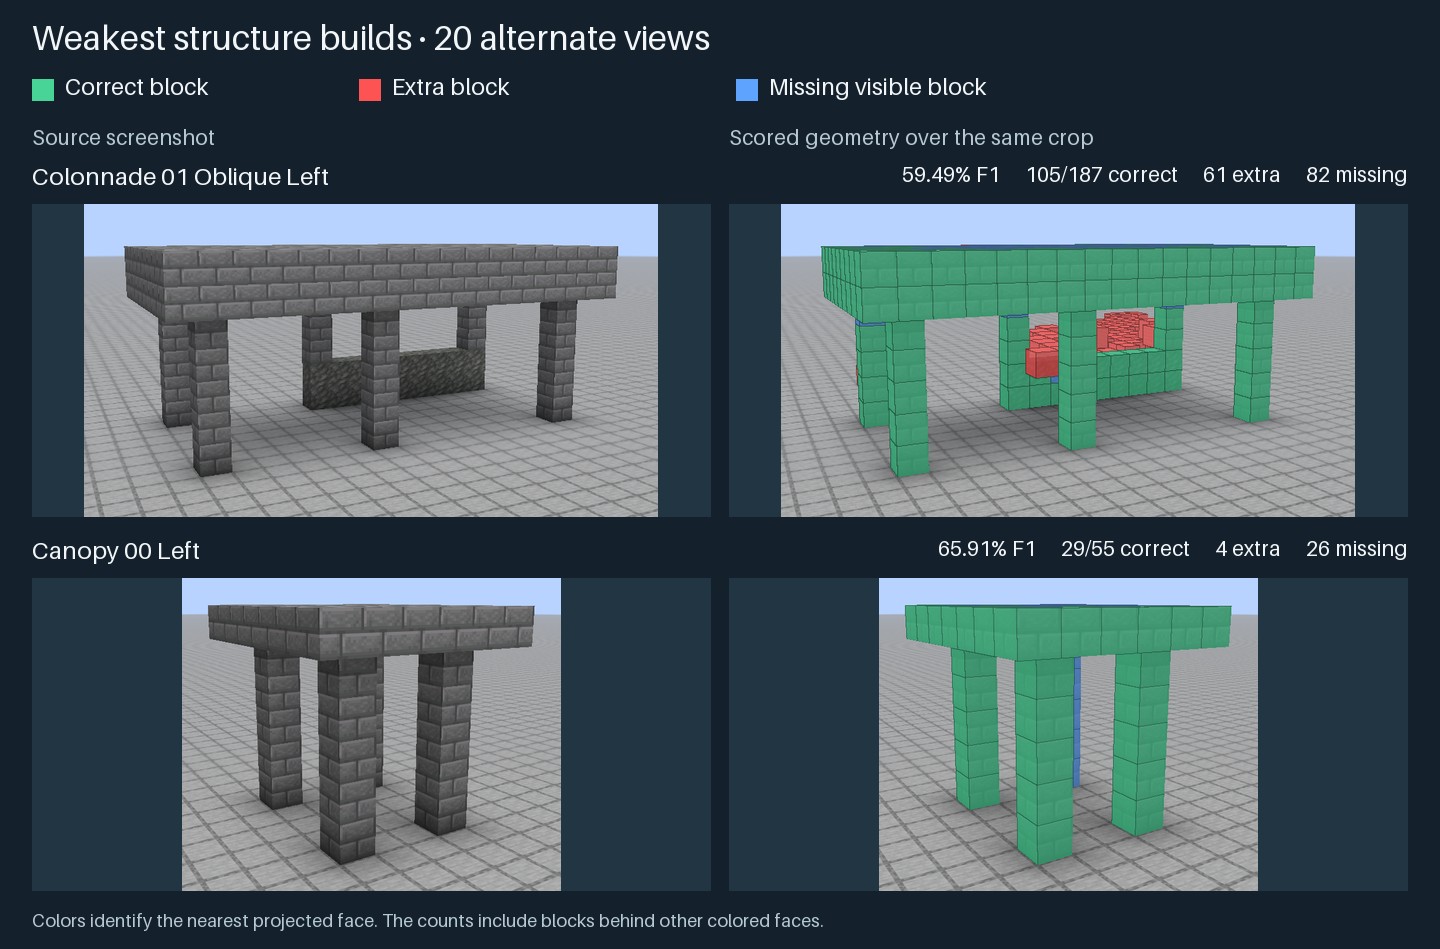 Weakest structure builds · 20 alternate views
Correct block Extra block Missing visible block
Source screenshot Scored geometry over the same crop
Colonnade 01 Oblique Left 59.49% F1 105/187 correct 61 extra 82 missing
Canopy 00 Left 65.91% F1 29/55 correct 4 extra 26 missing
Colors identify the nearest projected face. The counts include blocks behind other colored faces.